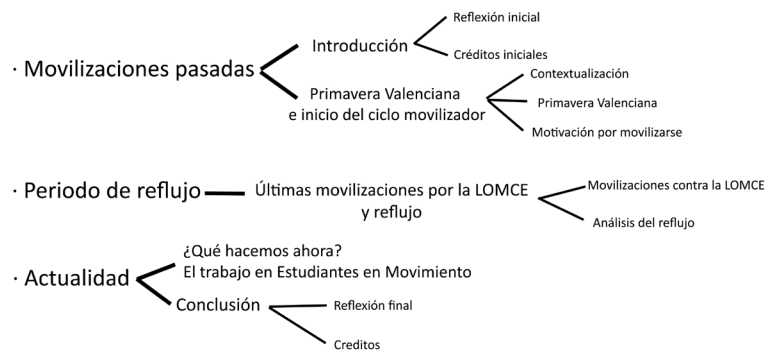 · Movilizaciones pasadas
Introducción
Reflexión inicial
Créditos iniciales
Primavera Valenciana
e inicio del ciclo movilizador
Contextualización
Primavera Valenciana
Motivación por movilizarse
· Periodo de reflujo
Últimas movilizaciones por la LOMCE
y reflujo
Movilizaciones contra la LOMCE
Análisis del reflujo
· Actualidad
¿Qué hacemos ahora?
El trabajo en Estudiantes en Movimiento
Conclusión
Reflexión final
Creditos